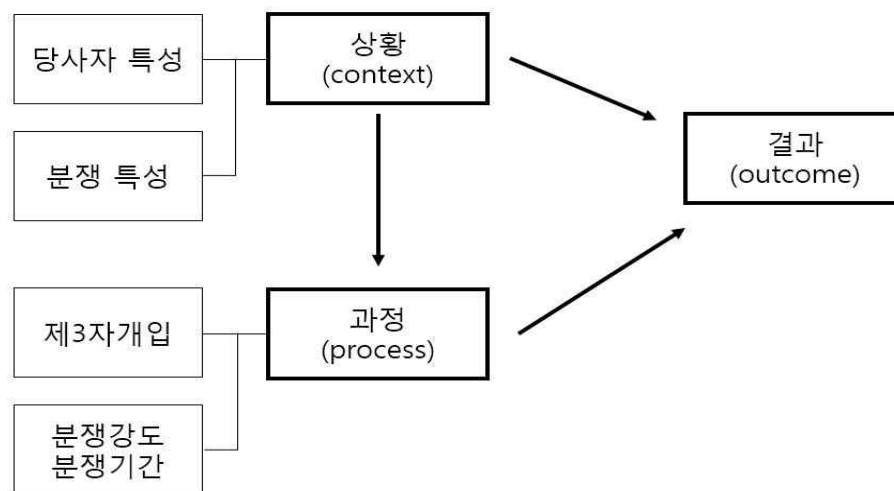 당사자 특성
상황
(context)
분쟁 특성
결과
(outcome)
제3자개입
과정
(process)
분쟁강도
분쟁기간